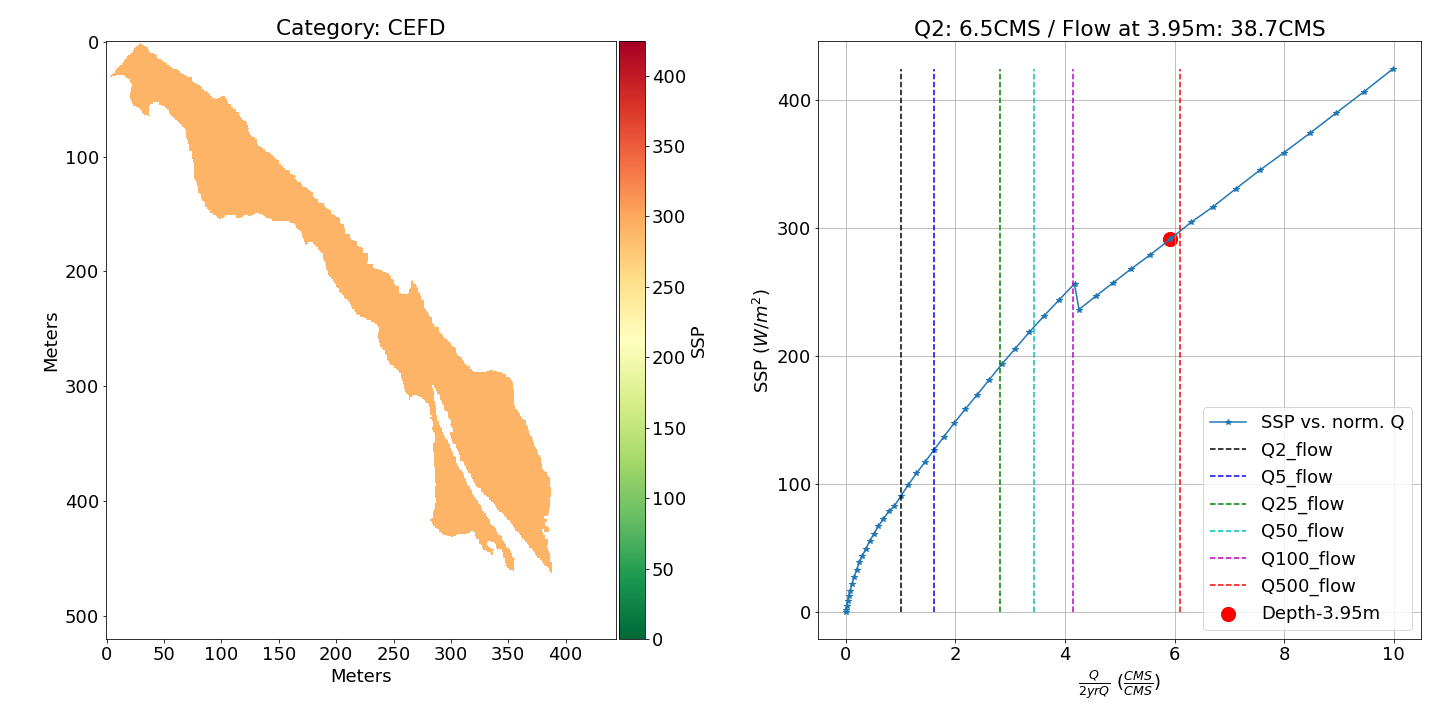 Category: CEFD
0
100
200
300
400
500
Meters
0
50
100
150
200
250
300
350
400
Meters
400
350
300
250
200
150
100
50
0
SSP
Q2: 6.5CMS / Flow at 3.95m: 38.7CMS
400
300
200
100
0
SSP (W/m²)
0
2
4
6
8
10
Q/2yrQ (CMS/CMS)
SSP vs. norm. Q
Q2_flow
Q5_flow
Q25_flow
Q50_flow
Q100_flow
Q500_flow
Depth-3.95m